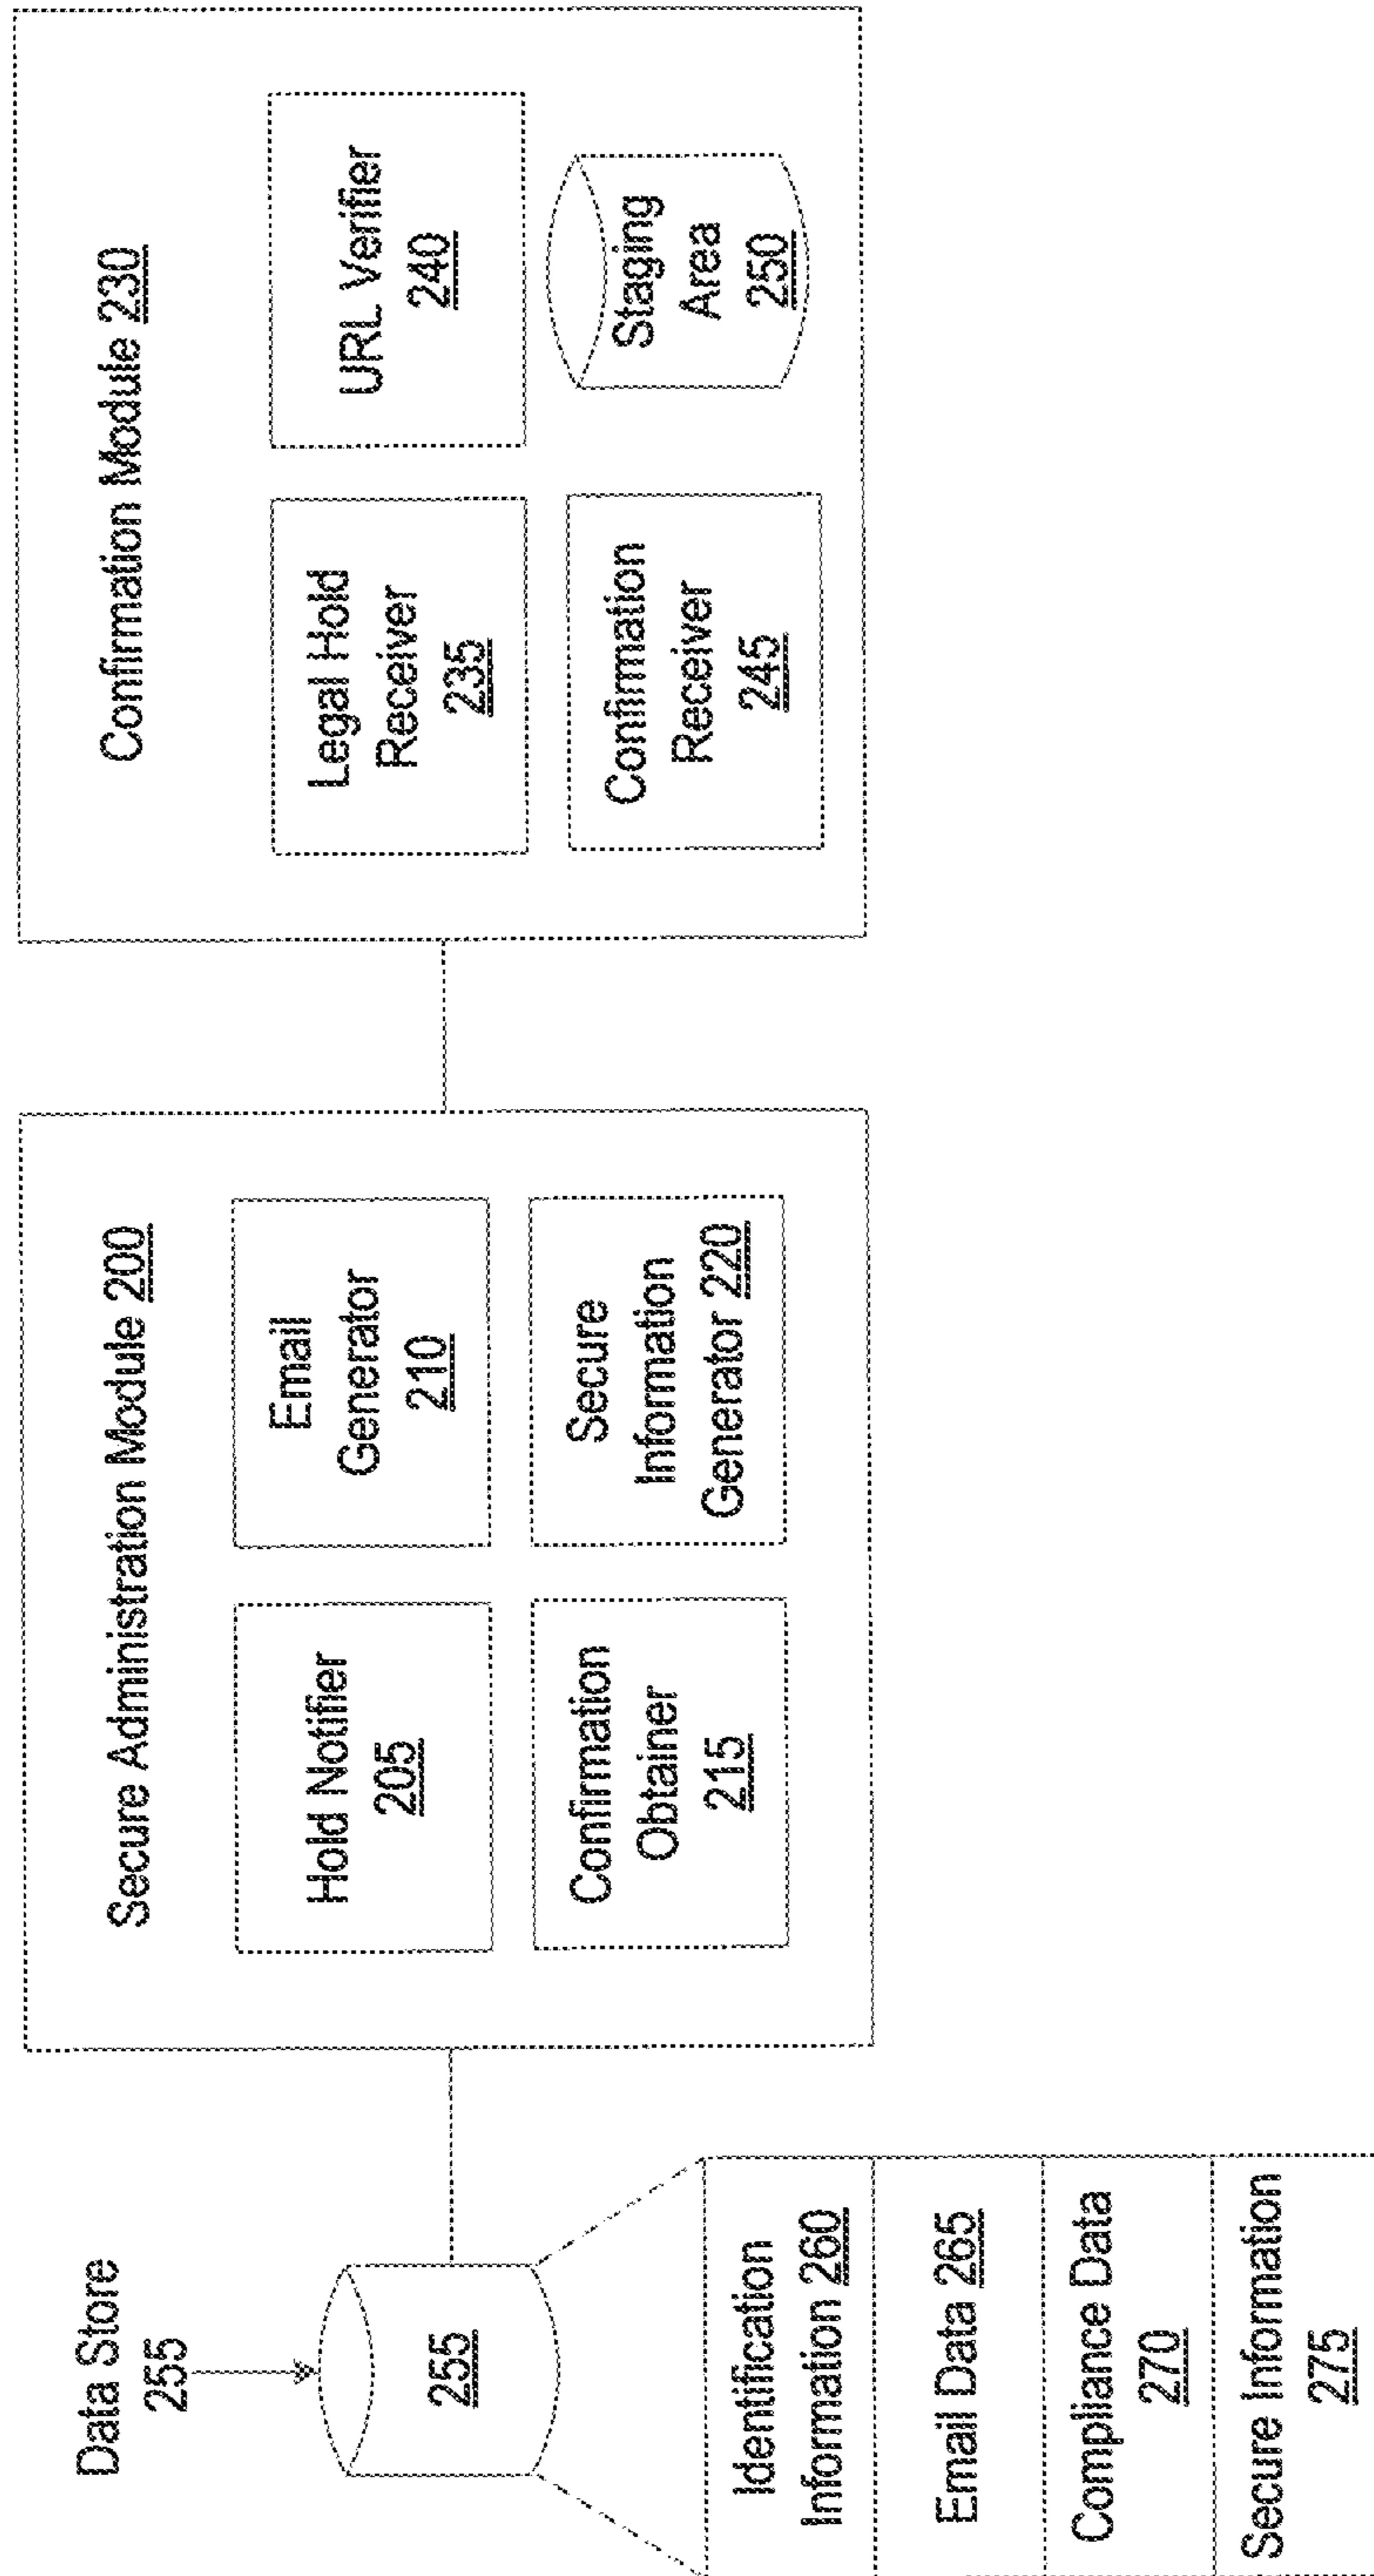 Data Store
255
255
Identification
Information 260
Email Data 265
Compliance Data
270
Secure Information
275
Secure Administration Module 200
Hold Notifier
205
Email
Generator
210
Confirmation
Obtainer
215
Secure
Information
Generator 220
Confirmation Module 230
Legal Hold
Receiver
235
URL Verifier
240
Confirmation
Receiver
245
Staging
Area
250